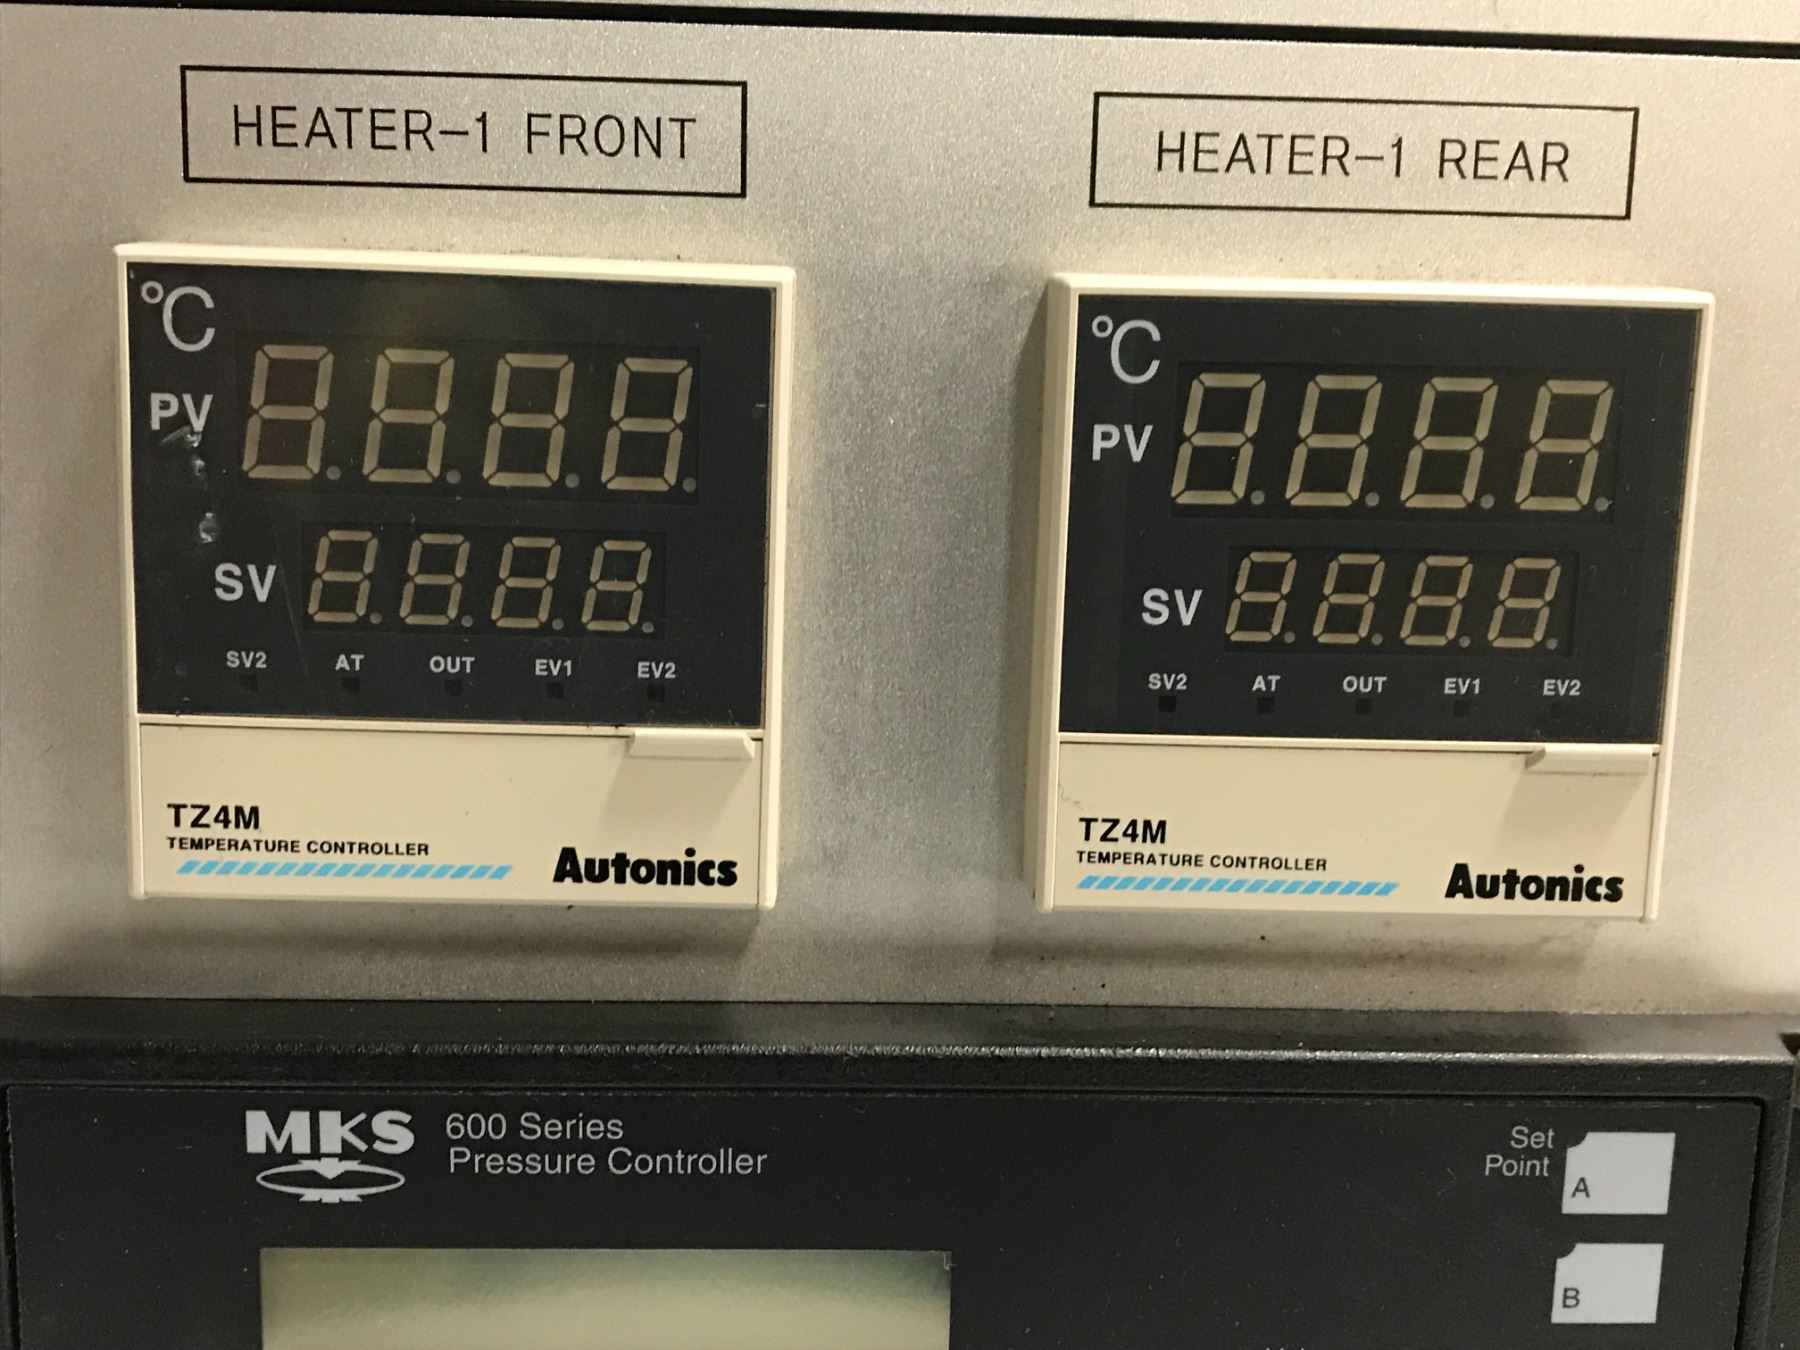 HEATER-1 FRONT
HEATER-1 REAR
°C
PV
SV
SV2 AT OUT EV1 EV2
TZ4M
TEMPERATURE CONTROLLER
Autonics
°C
PV
SV
SV2 AT OUT EV1 EV2
TZ4M
TEMPERATURE CONTROLLER
Autonics
MKS
600 Series
Pressure Controller
Set
Point
A
B